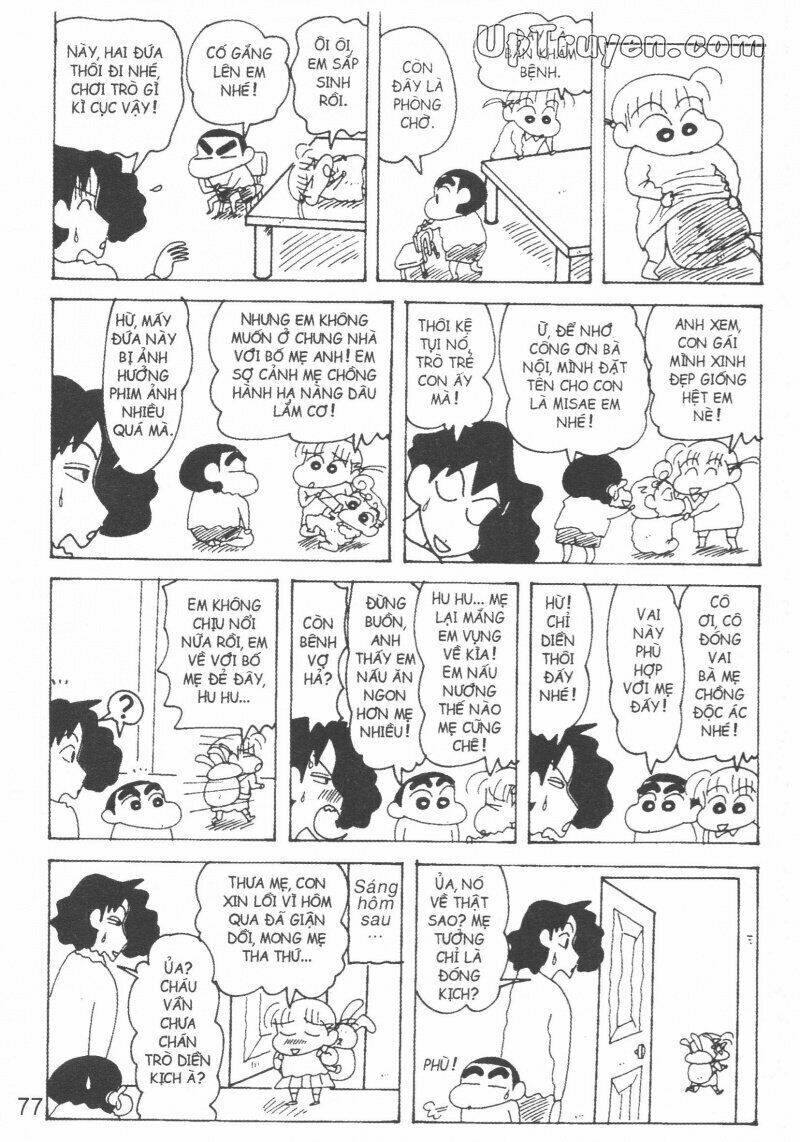 UpTruyen.com
ĐÂY LÀ
BÀN KHÁM
BỆNH.
CÒN
ĐÂY LÀ
PHÒNG
CHỜ.
ÔI ÔI,
EM SẮP
SINH
RỒI.
CỐ GẮNG
LÊN EM
NHÉ!
NÀY, HAI ĐỨA
THÔI ĐI NHÉ,
CHƠI TRÒ GÌ
KÌ CỤC VẬY!
ANH XEM,
CON GÁI
MÌNH XINH
ĐẸP GIỐNG
HỆT EM
NÈ!
Ừ, ĐỂ NHỚ
CÔNG ƠN BÀ
NỘI, MÌNH ĐẶT
TÊN CHO CON
LÀ MISAE EM
NHÉ!
THÔI KỆ
TỤI NÓ,
TRÒ TRẺ
CON ẤY
MÀ!
NHƯNG EM KHÔNG
MUỐN Ở CHUNG NHÀ
VỚI BỐ MẸ ANH! EM
SỢ CẢNH MẸ CHỒNG
HÀNH HẠ NÀNG DÂU
LẮM CƠ!
HỪ, MẤY
ĐỨA NÀY
BỊ ẢNH
HƯỞNG
PHIM ẢNH
NHIỀU
QUÁ MÀ.
CÔ
ƠI, CÔ
ĐÓNG
VAI
BÀ MẸ
CHỒNG
ĐỘC ÁC
NHÉ!
VAI
NÀY
PHÙ
HỢP
VỚI MẸ
ĐẤY!
HỪ!
CHỈ
DIỄN
THÔI
ĐẤY
NHÉ!
HU HU... MẸ
LẠI MẮNG
EM VỤNG
VỀ KÌA!
EM NẤU
NƯỚNG
THẾ NÀO
MẸ CŨNG
CHÊ!
ĐỪNG
BUỒN,
ANH
THẤY EM
NẤU ĂN
NGON
HƠN MẸ
NHIỀU!
CÒN
BÊNH
VỢ
HẢ?
EM KHÔNG
CHỊU NỔI
NỮA RỒI, EM
VỀ VỚI BỐ
MẸ ĐẺ ĐÂY,
HU HU...
?
ỦA, NÓ
VỀ THẬT
SAO? MẸ
TƯỞNG
CHỈ LÀ
ĐÓNG
KỊCH?
PHÙ!
Sáng
hôm
sau
...
THƯA MẸ, CON
XIN LỖI VÌ HÔM
QUA ĐÃ GIẬN
DỖI, MONG MẸ
THA THỨ...
ỦA?
CHÁU
VẪN
CHƯA
CHÁN
TRÒ DIỄN
KỊCH À?
77